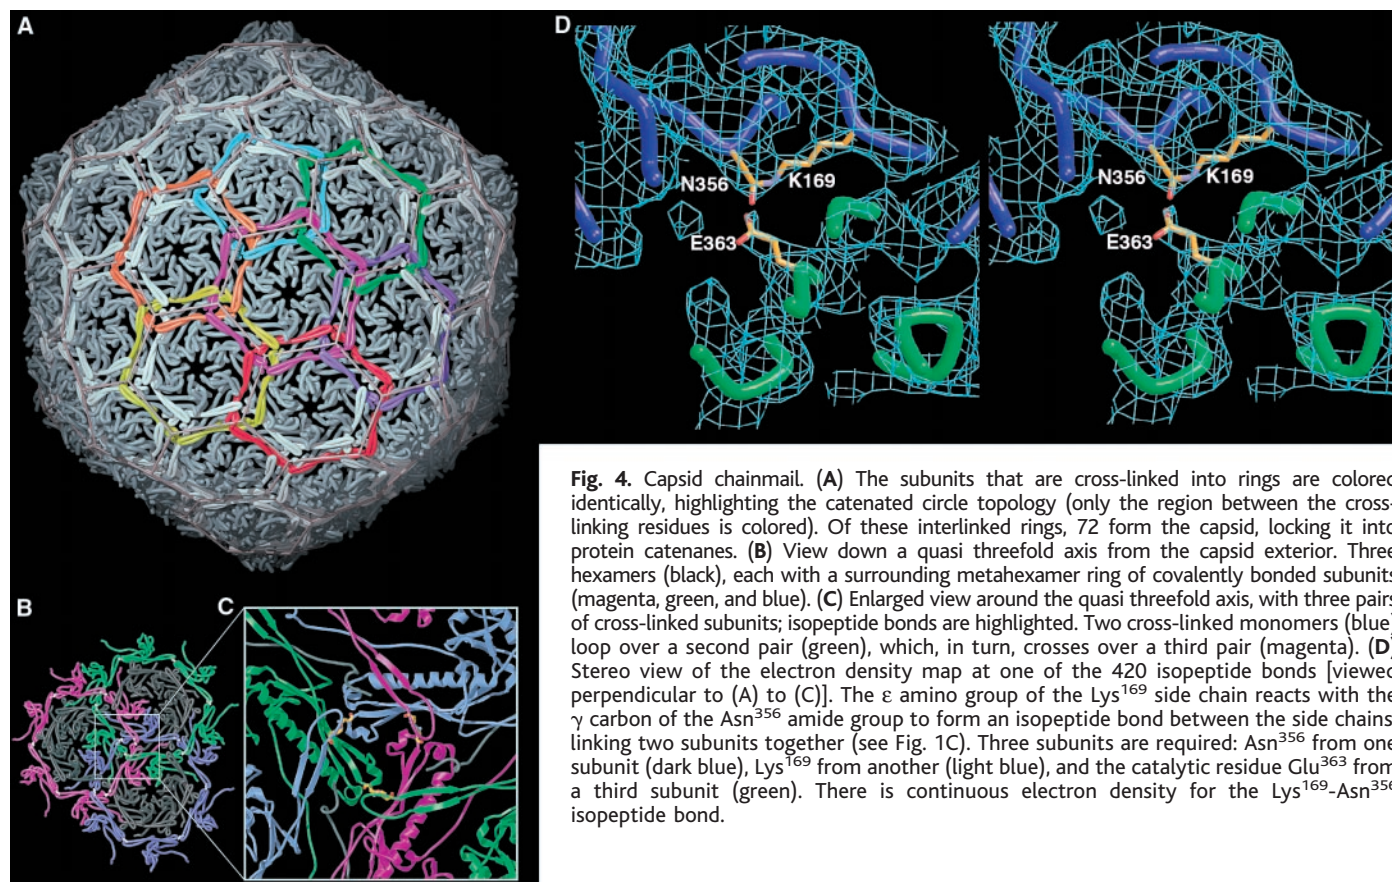 A
D
N356
K169
E363
N356
K169
E363
B
C
Fig. 4. Capsid chainmail. (A) The subunits that are cross-linked into rings are colored
identically, highlighting the catenated circle topology (only the region between the cross-
linking residues is colored). Of these interlinked rings, 72 form the capsid, locking it into
protein catenanes. (B) View down a quasi threefold axis from the capsid exterior. Three
hexamers (black), each with a surrounding metahexamer ring of covalently bonded subunits
(magenta, green, and blue). (C) Enlarged view around the quasi threefold axis, with three pairs
of cross-linked subunits; isopeptide bonds are highlighted. Two cross-linked monomers (blue)
loop over a second pair (green), which, in turn, crosses over a third pair (magenta). (D)
Stereo view of the electron density map at one of the 420 isopeptide bonds [viewed
perpendicular to (A) to (C)]. The ε amino group of the Lys¹⁶⁹ side chain reacts with the
γ carbon of the Asn³⁵⁶ amide group to form an isopeptide bond between the side chains
linking two subunits together (see Fig. 1C). Three subunits are required: Asn³⁵⁶ from one
subunit (dark blue), Lys¹⁶⁹ from another (light blue), and the catalytic residue Glu³⁶³ from
a third subunit (green). There is continuous electron density for the Lys¹⁶⁹-Asn³⁵⁶
isopeptide bond.